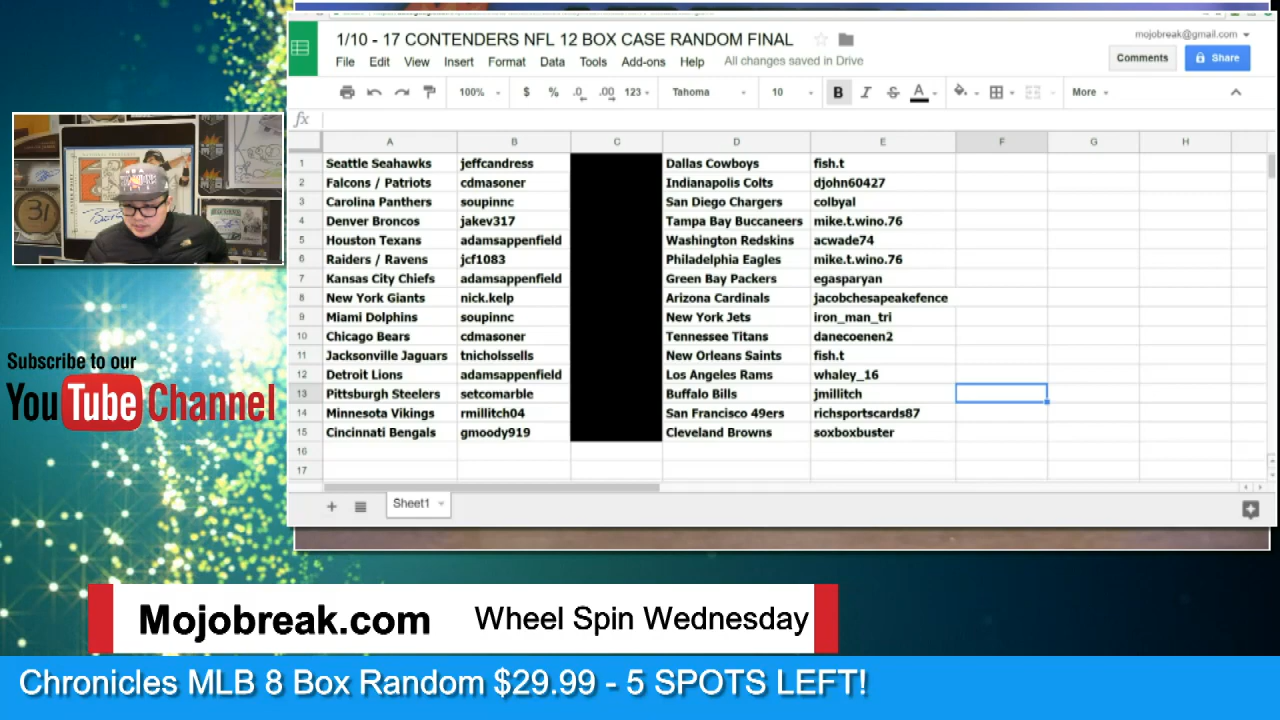 1/10 - 17 CONTENDERS NFL 12 BOX CASE RANDOM FINAL
mojobreak@gmail.com
File Edit View Insert Format Data Tools Add-ons Help All changes saved in Drive
Comments Share
100% $ % .0 .00 123 Tahoma 10 B I S A More
fx
A B C D E F G H
1 Seattle Seahawks jeffcandress Dallas Cowboys fish.t
2 Falcons / Patriots cdmasoner Indianapolis Colts djohn60427
3 Carolina Panthers soupinnc San Diego Chargers colbyal
4 Denver Broncos jakev317 Tampa Bay Buccaneers mike.t.wino.76
5 Houston Texans adamsappenfield Washington Redskins acwade74
6 Raiders / Ravens jcf1083 Philadelphia Eagles mike.t.wino.76
7 Kansas City Chiefs adamsappenfield Green Bay Packers egasparyan
8 New York Giants nick.kelp Arizona Cardinals jacobchesapeakefence
9 Miami Dolphins soupinnc New York Jets iron_man_tri
10 Chicago Bears cdmasoner Tennessee Titans danecoenen2
11 Jacksonville Jaguars tnicholssells New Orleans Saints fish.t
12 Detroit Lions adamsappenfield Los Angeles Rams whaley_16
13 Pittsburgh Steelers setcomarble Buffalo Bills jmillitch
14 Minnesota Vikings rmillitch04 San Francisco 49ers richsportscards87
15 Cincinnati Bengals gmoody919 Cleveland Browns soxboxbuster
16
17
Sheet1
31
Subscribe to our
YouTube Channel
Mojobreak.com Wheel Spin Wednesday
Chronicles MLB 8 Box Random $29.99 - 5 SPOTS LEFT!